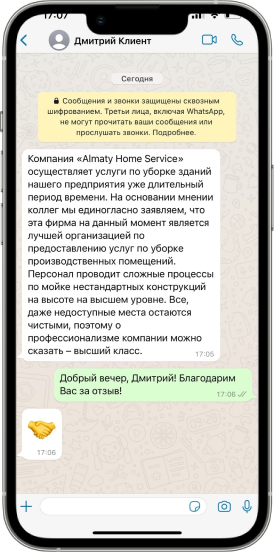 17:07
Дмитрий Клиент
Сегодня
Сообщения и звонки защищены сквозным
шифрованием. Третьи лица, включая WhatsApp,
не могут прочитать ваши сообщения или
прослушать звонки. Подробнее.
Компания «Almaty Home Service»
осуществляет услуги по уборке зданий
нашего предприятия уже длительный
период времени. На основании мнении
коллег мы единогласно заявляем, что
эта фирма на данный момент является
лучшей организацией по
предоставлению услуг по уборке
производственных помещений.
Персонал проводит сложные процессы
по мойке нестандартных конструкций
на высоте на высшем уровне. Все,
даже недоступные места остаются
чистыми, поэтому о
профессионализме компании можно
сказать – высший класс.
17:05
Добрый вечер, Дмитрий! Благодарим
Вас за отзыв!
17:06
17:06